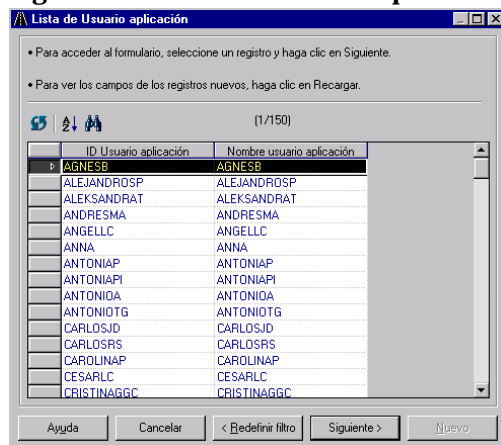 Lista de Usuario aplicación
• Para acceder al formulario, seleccione un registro y haga clic en Siguiente.
• Para ver los campos de los registros nuevos, haga clic en Recargar.
(1/150)
ID Usuario aplicación Nombre usuario aplicación
AGNESB AGNESB
ALEJANDROSP ALEJANDROSP
ALEKSANDRAT ALEKSANDRAT
ANDRESMA ANDRESMA
ANGELLC ANGELLC
ANNA ANNA
ANTONIAP ANTONIAP
ANTONIAPI ANTONIAPI
ANTONIOA ANTONIOA
ANTONIOTG ANTONIOTG
CARLOSJD CARLOSJD
CARLOSRS CARLOSRS
CAROLINAP CAROLINAP
CESARLC CESARLC
CRISTINAGGC CRISTINAGGC
Ayuda Cancelar < Redefinir filtro Siguiente > Nuevo